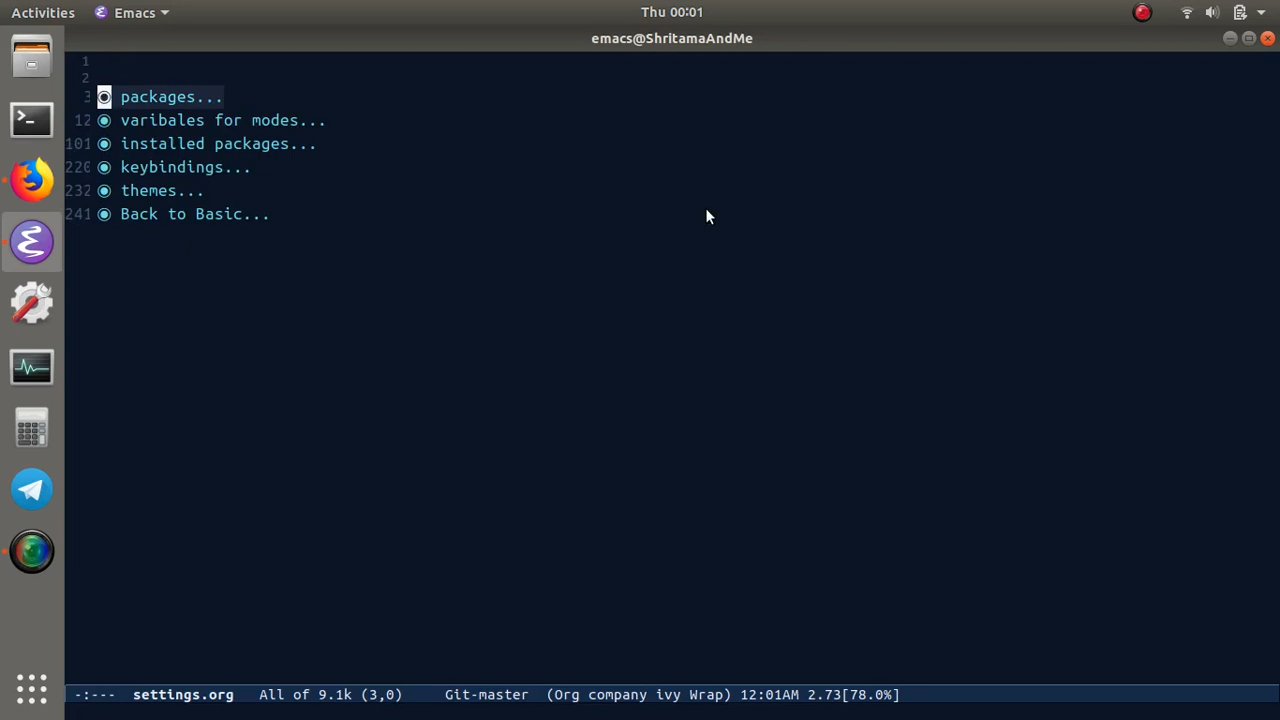 Activities Emacs Thu 00:01
emacs@ShritamaAndMe
1
2
3 packages...
12 varibales for modes...
101 installed packages...
220 keybindings...
232 themes...
241 Back to Basic...
-:--- settings.org All of 9.1k (3,0) Git-master (Org company ivy Wrap) 12:01AM 2.73[78.0%]